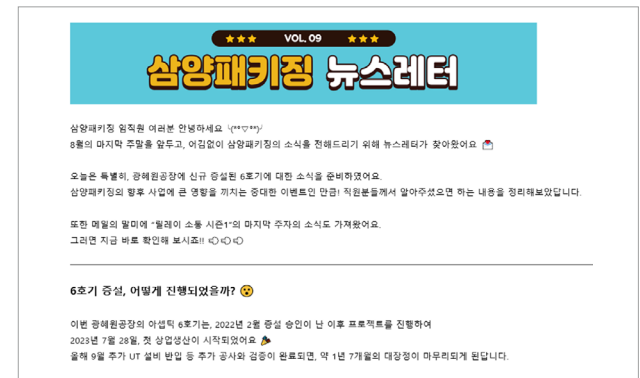 ★★★ VOL. 09 ★★★
삼양패키징 뉴스레터
삼양패키징 임직원 여러분 안녕하세요 ╰(*°▽°*)╯
8월의 마지막 주말을 앞두고, 어김없이 삼양패키징의 소식을 전해드리기 위해 뉴스레터가 찾아왔어요 💌
오늘은 특별히, 광혜원공장에 신규 증설된 6호기에 대한 소식을 준비하였어요.
삼양패키징의 향후 사업에 큰 영향을 끼치는 중대한 이벤트인 만큼! 직원분들께서 알아주셨으면 하는 내용을 정리해보았답니다.
또한 메일의 말미에 "릴레이 소통 시즌1"의 마지막 주자의 소식도 가져왔어요.
그러면 지금 바로 확인해 보시죠!!
6호기 증설, 어떻게 진행되었을까? 😮
이번 광혜원공장의 아셉틱 6호기는, 2022년 2월 증설 승인이 난 이후 프로젝트를 진행하여
2023년 7월 28일, 첫 상업생산이 시작되었어요 🎉
올해 9월 추가 UT 설비 반입 등 추가 공사와 검증이 완료되면, 약 1년 7개월의 대장정이 마무리되게 된답니다.